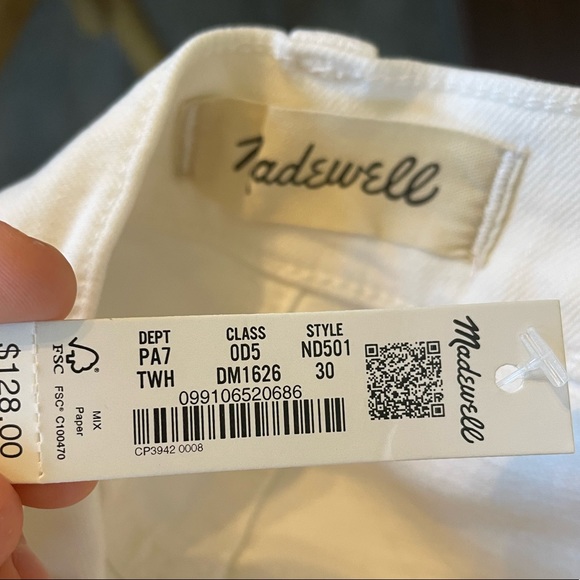 Madewell
DEPT CLASS STYLE
PA7 0D5 ND501
TWH DM1626 30
099106520686
CP3942 0008
Madewell
FSC
MIX
Paper
FSC® C100470
$128.00